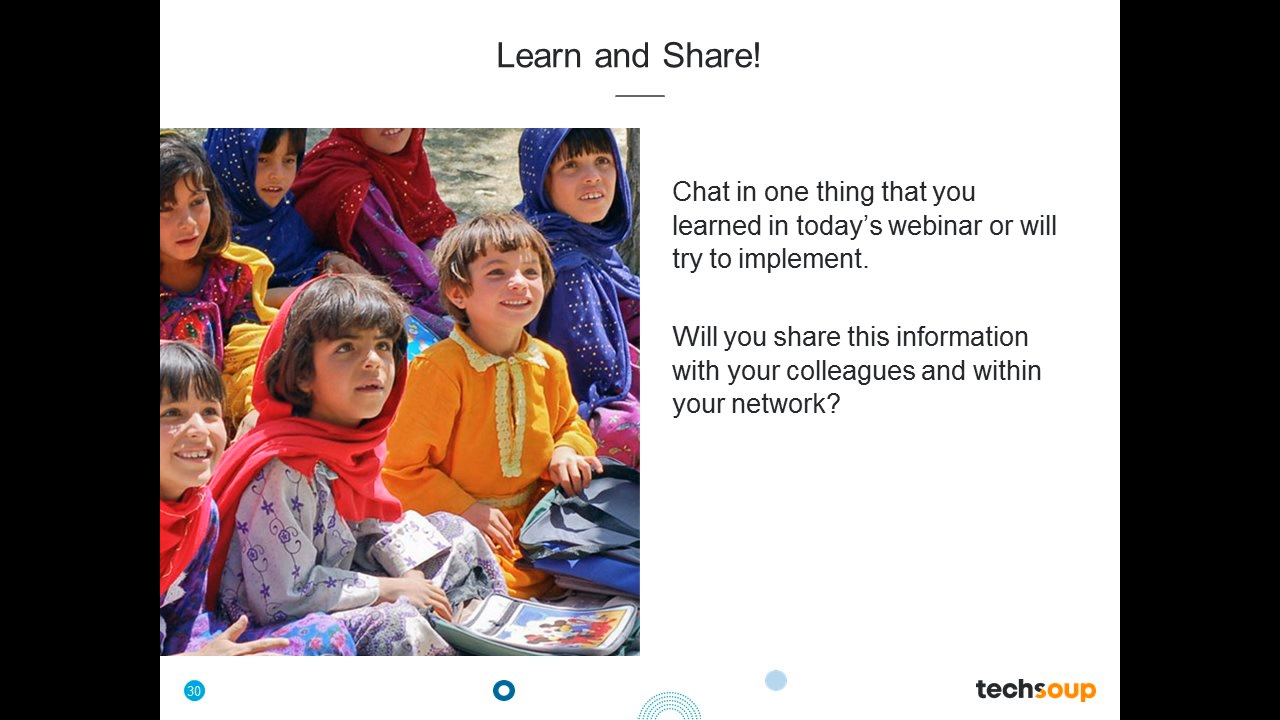 Learn and Share!
Chat in one thing that you
learned in today’s webinar or will
try to implement.
Will you share this information
with your colleagues and within
your network?
30
techsoup